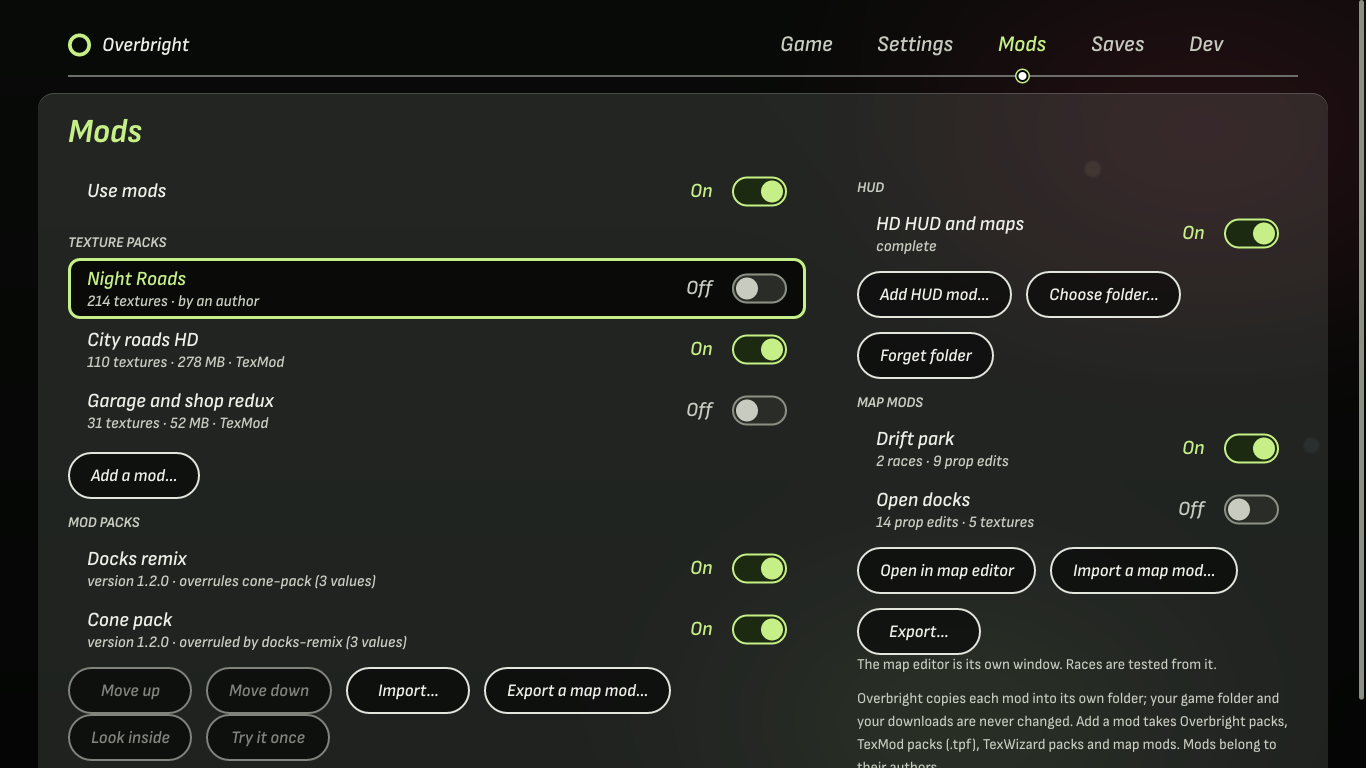 Overbright
Game Settings Mods Saves Dev
Mods
Use mods On
TEXTURE PACKS
Night Roads
214 textures · by an author
Off
City roads HD
110 textures · 278 MB · TexMod
On
Garage and shop redux
31 textures · 52 MB · TexMod
Off
Add a mod...
MOD PACKS
Docks remix
version 1.2.0 · overrules cone-pack (3 values)
On
Cone pack
version 1.2.0 · overruled by docks-remix (3 values)
On
Move up Move down Import... Export a map mod...
Look inside Try it once
HUD
HD HUD and maps
complete
On
Add HUD mod... Choose folder...
Forget folder
MAP MODS
Drift park
2 races · 9 prop edits
On
Open docks
14 prop edits · 5 textures
Off
Open in map editor Import a map mod...
Export...
The map editor is its own window. Races are tested from it.
Overbright copies each mod into its own folder; your game folder and
your downloads are never changed. Add a mod takes Overbright packs,
TexMod packs (.tpf), TexWizard packs and map mods. Mods belong to
their authors.